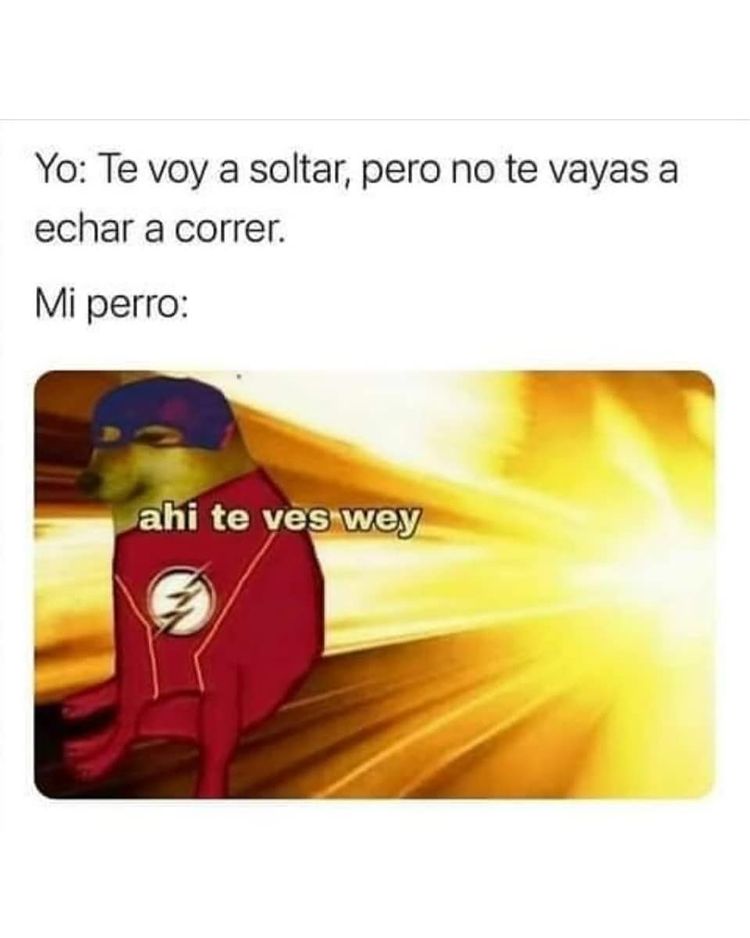 Yo: Te voy a soltar, pero no te vayas a
echar a correr.
Mi perro:
ahi te ves wey